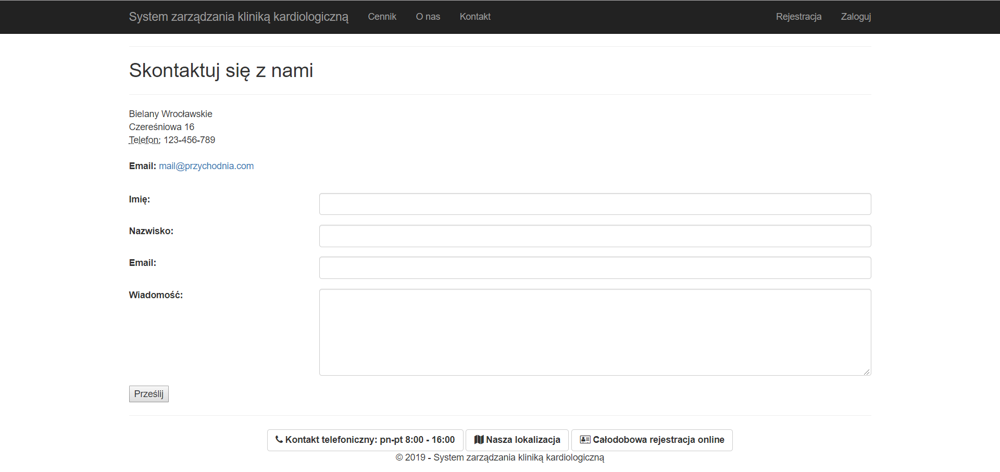 System zarządzania kliniką kardiologiczną Cennik O nas Kontakt Rejestracja Zaloguj
Skontaktuj się z nami
Bielany Wrocławskie
Czereśniowa 16
Telefon: 123-456-789
Email: mail@przychodnia.com
Imię:
Nazwisko:
Email:
Wiadomość:
Prześlij
Kontakt telefoniczny: pn-pt 8:00 - 16:00 Nasza lokalizacja Całodobowa rejestracja online
© 2019 - System zarządzania kliniką kardiologiczną